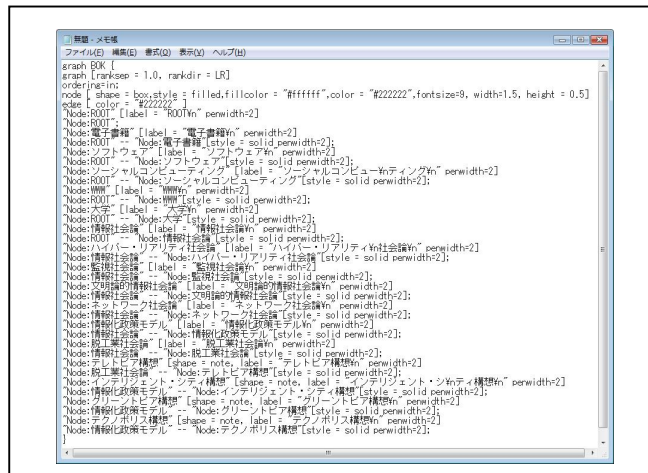 無題 - メモ帳
ファイル(F) 編集(E) 書式(O) 表示(V) ヘルプ(H)
graph BOK {
graph [ranksep = 1.0, rankdir = LR]
ordering=in;
node [ shape = box,style = filled,fillcolor = "#ffffff",color = "#222222",fontsize=9, width=1.5, height = 0.5]
edge [ color = "#222222" ]
"Node:ROOT" [label = "ROOT¥n" penwidth=2]
"Node:ROOT";
"Node:電子書籍" [label = "電子書籍¥n" penwidth=2]
"Node:ROOT" -- "Node:電子書籍"[style = solid penwidth=2];
"Node:ソフトウェア" [label = "ソフトウェア¥n" penwidth=2]
"Node:ROOT" -- "Node:ソフトウェア"[style = solid penwidth=2];
"Node:ソーシャルコンピューティング" [label = "ソーシャルコンピュー¥nティング¥n" penwidth=2]
"Node:ROOT" -- "Node:ソーシャルコンピューティング"[style = solid penwidth=2];
"Node:WWW" [label = "WWW¥n" penwidth=2]
"Node:ROOT" -- "Node:WWW"[style = solid penwidth=2];
"Node:大学" [label = "大学¥n" penwidth=2]
"Node:ROOT" -- "Node:大学"[style = solid penwidth=2];
"Node:情報社会論" [label = "情報社会論¥n" penwidth=2]
"Node:ROOT" -- "Node:情報社会論"[style = solid penwidth=2];
"Node:ハイパー・リアリティ社会論" [label = "ハイパー・リアリティ¥n社会論¥n" penwidth=2]
"Node:情報社会論" -- "Node:ハイパー・リアリティ社会論"[style = solid penwidth=2];
"Node:監視社会論" [label = "監視社会論¥n" penwidth=2]
"Node:情報社会論" -- "Node:監視社会論"[style = solid penwidth=2];
"Node:文明論的情報社会論" [label = "文明論的情報社会論¥n" penwidth=2]
"Node:情報社会論" -- "Node:文明論的情報社会論"[style = solid penwidth=2];
"Node:ネットワーク社会論" [label = "ネットワーク社会論¥n" penwidth=2]
"Node:情報社会論" -- "Node:ネットワーク社会論"[style = solid penwidth=2];
"Node:情報化政策モデル" [label = "情報化政策モデル¥n" penwidth=2]
"Node:情報社会論" -- "Node:情報化政策モデル"[style = solid penwidth=2];
"Node:脱工業社会論" [label = "脱工業社会論¥n" penwidth=2]
"Node:情報社会論" -- "Node:脱工業社会論"[style = solid penwidth=2];
"Node:テレトピア構想" [shape = note, label = "テレトピア構想¥n" penwidth=2]
"Node:脱工業社会論" -- "Node:テレトピア構想"[style = solid penwidth=2];
"Node:インテリジェント・シティ構想" [shape = note, label = "インテリジェント・シ¥nティ構想¥n" penwidth=2]
"Node:情報化政策モデル" -- "Node:インテリジェント・シティ構想"[style = solid penwidth=2];
"Node:グリーントピア構想" [shape = note, label = "グリーントピア構想¥n" penwidth=2]
"Node:情報化政策モデル" -- "Node:グリーントピア構想"[style = solid penwidth=2];
"Node:テクノポリス構想" [shape = note, label = "テクノポリス構想¥n" penwidth=2]
"Node:情報化政策モデル" -- "Node:テクノポリス構想"[style = solid penwidth=2];
}